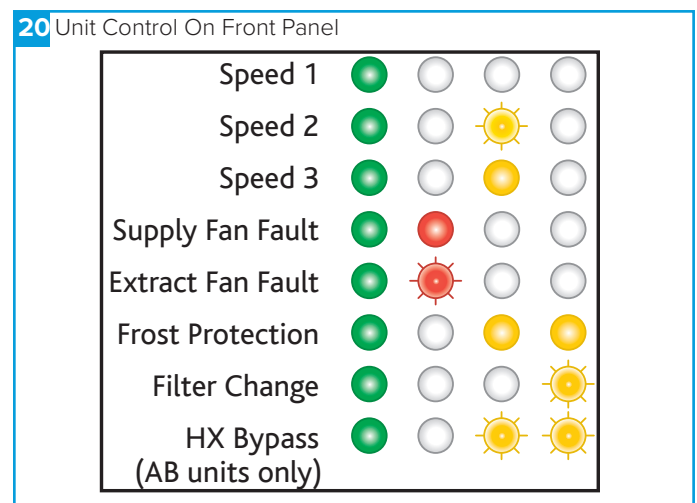 20 Unit Control On Front Panel
Speed 1
Speed 2
Speed 3
Supply Fan Fault
Extract Fan Fault
Frost Protection
Filter Change
HX Bypass
(AB units only)